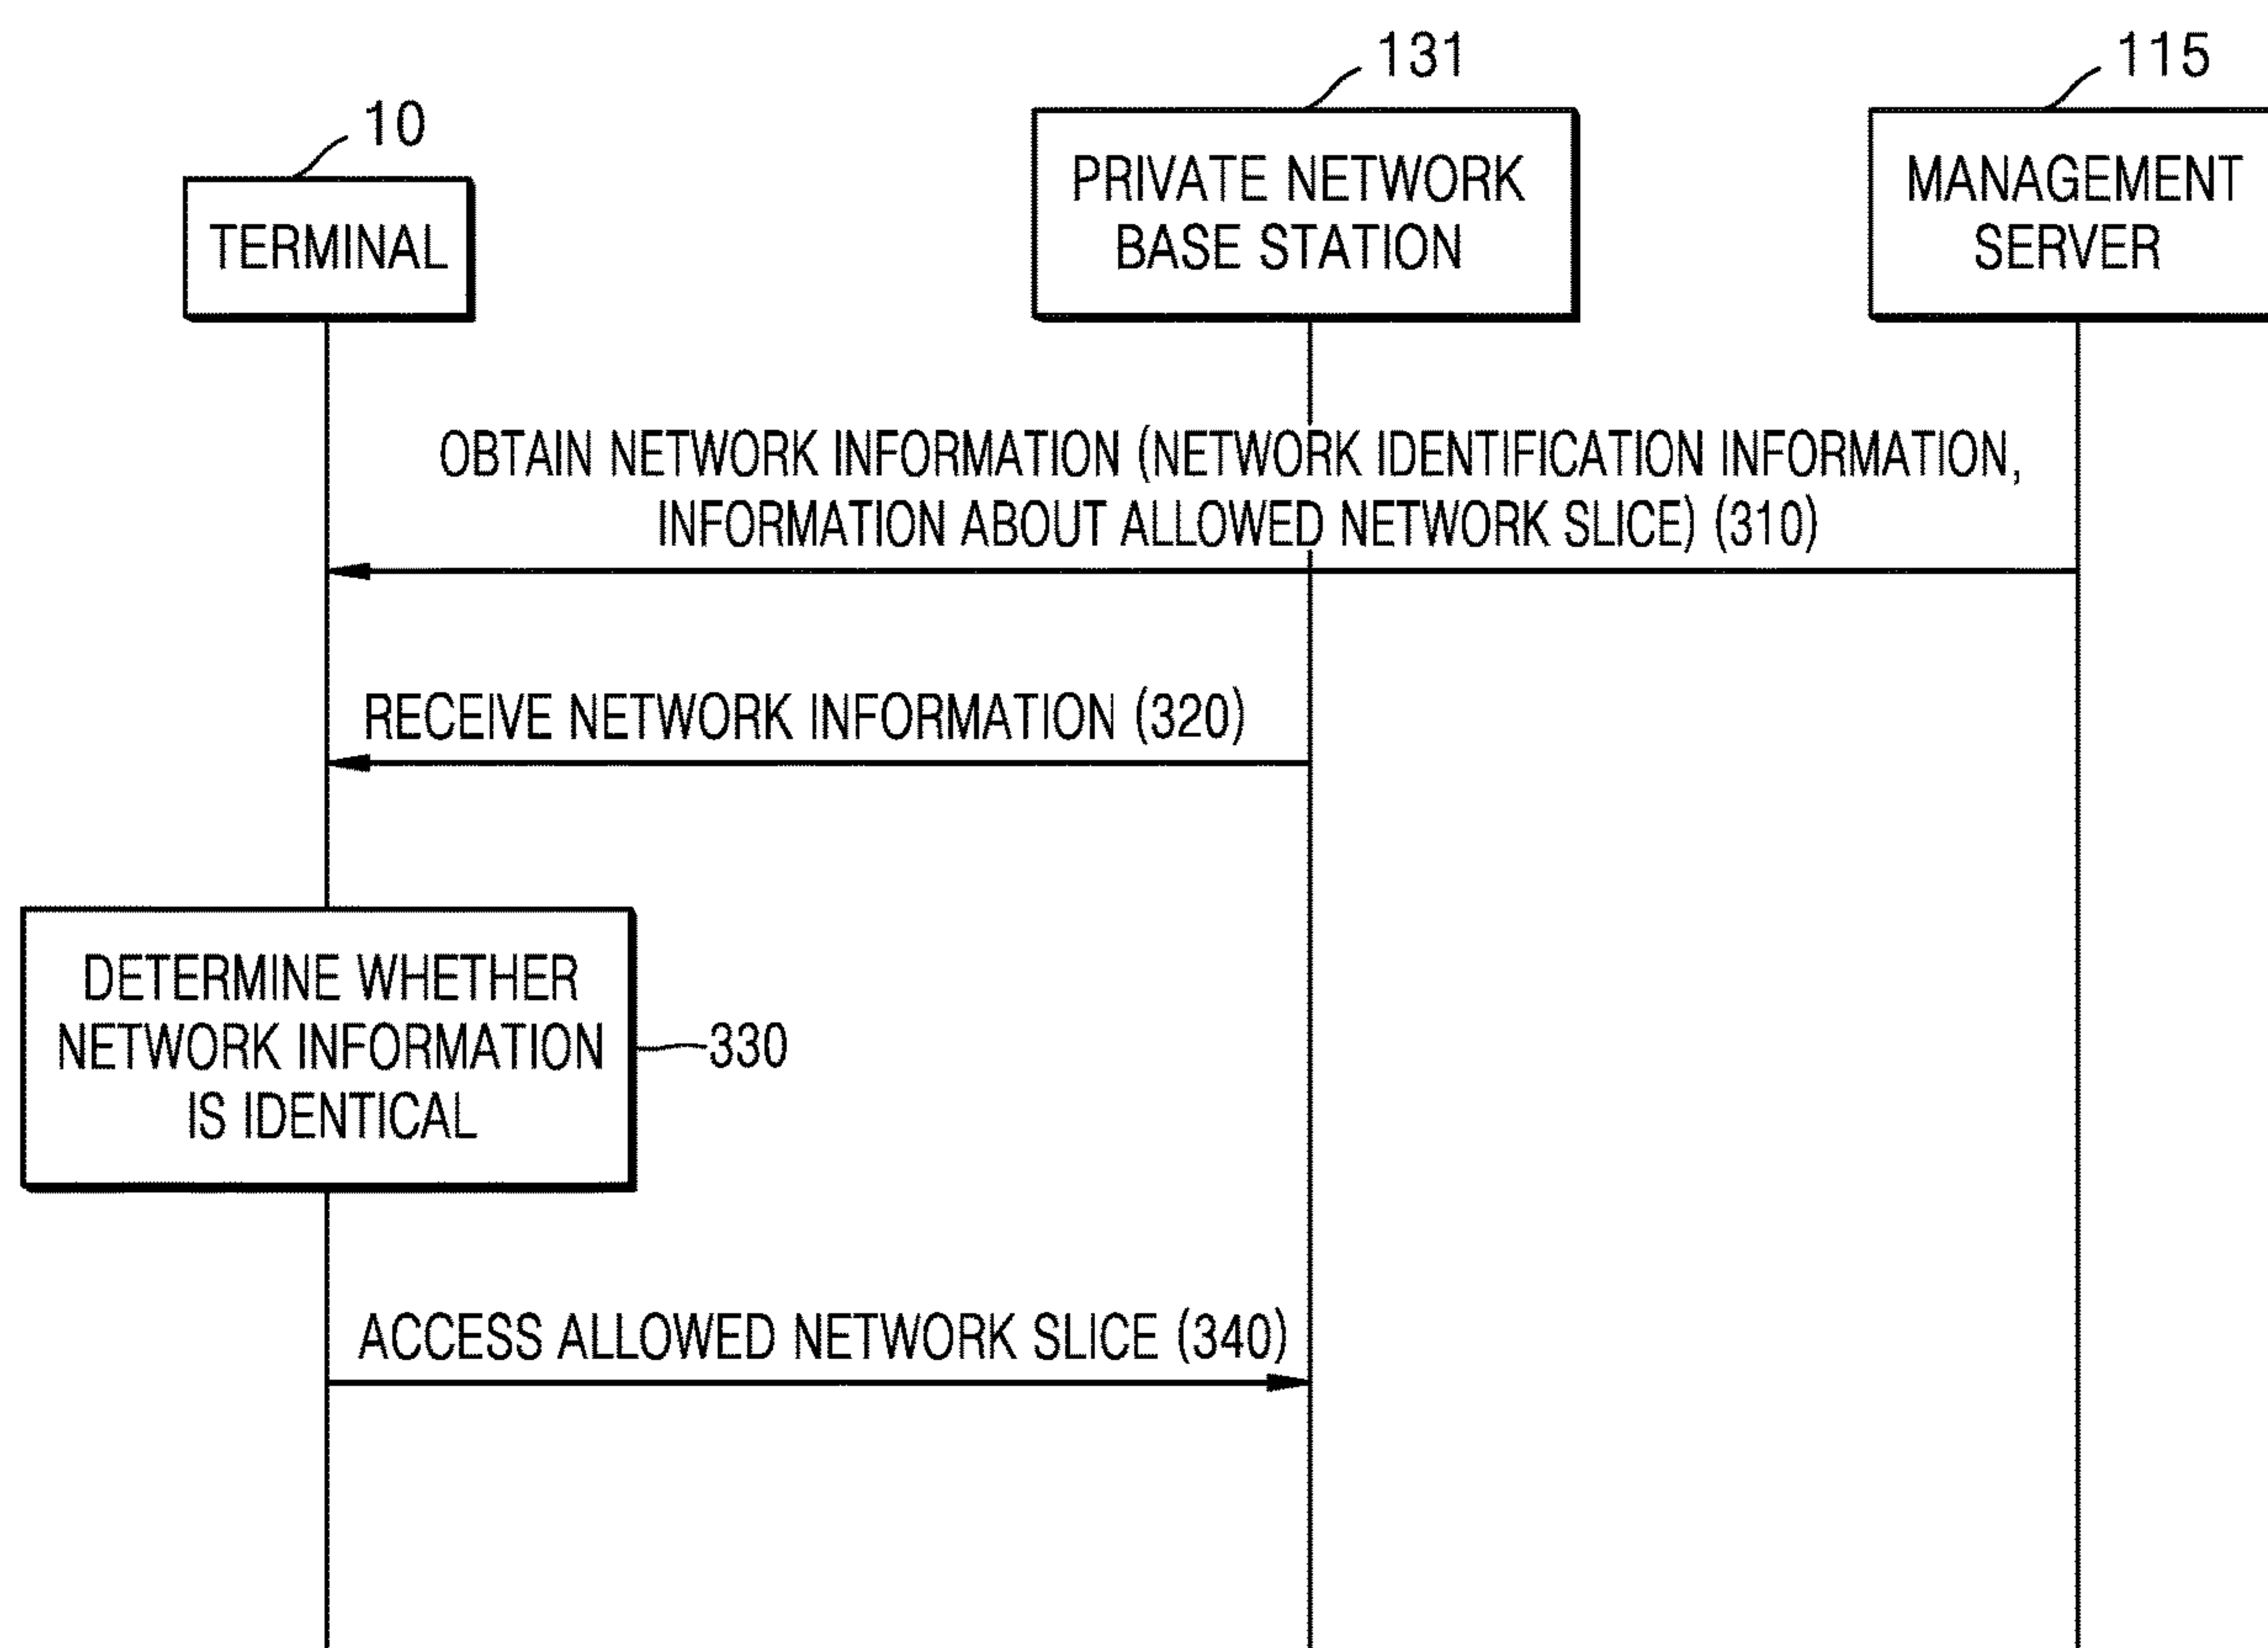 10
131
115
TERMINAL
PRIVATE NETWORK
BASE STATION
MANAGEMENT
SERVER
OBTAIN NETWORK INFORMATION (NETWORK IDENTIFICATION INFORMATION,
INFORMATION ABOUT ALLOWED NETWORK SLICE) (310)
RECEIVE NETWORK INFORMATION (320)
DETERMINE WHETHER
NETWORK INFORMATION
IS IDENTICAL
330
ACCESS ALLOWED NETWORK SLICE (340)